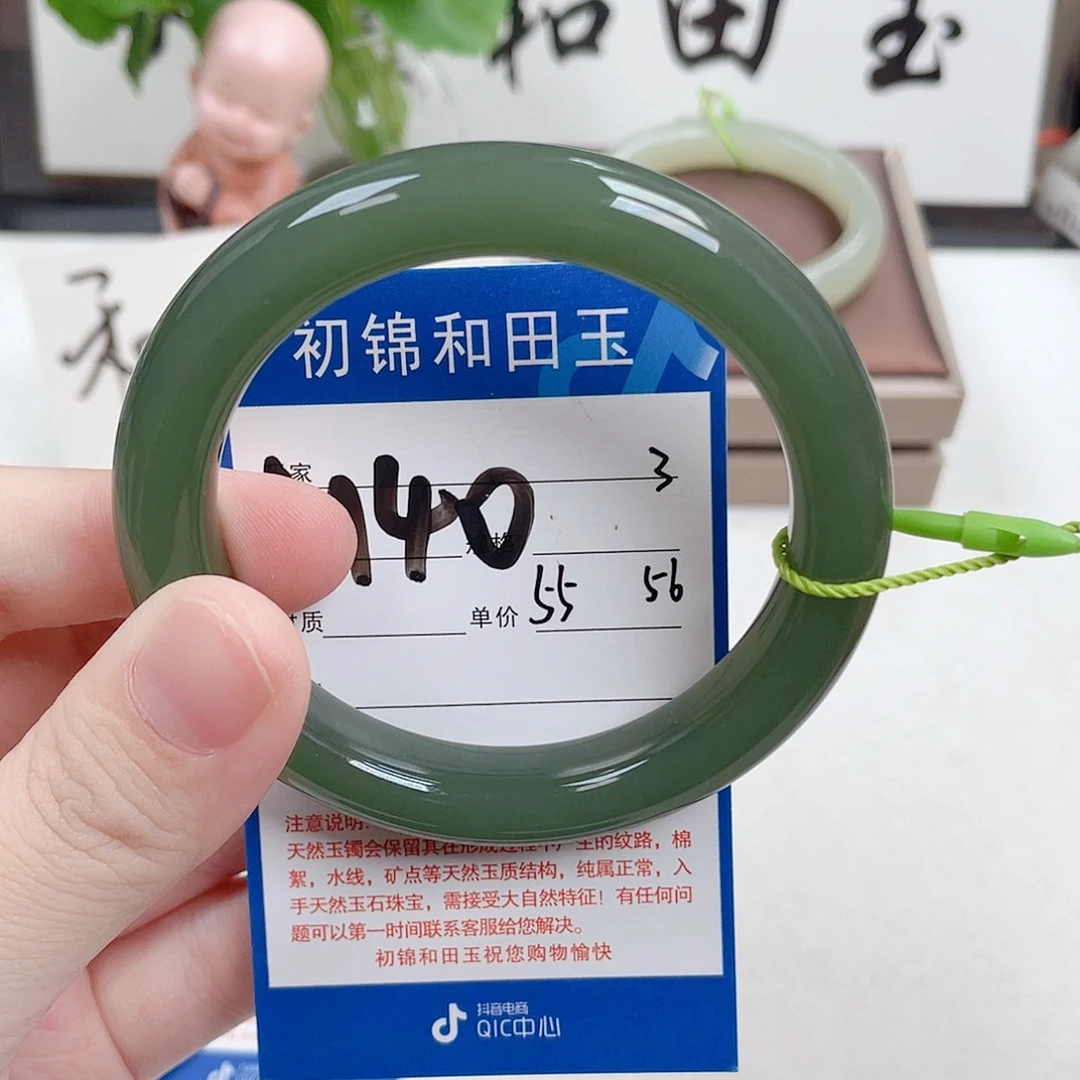 和田玉
初锦和田玉
家
3
140
格
55
56
质
单价
注意说明:
天然玉镯会保留其在形成过程中产生的纹路，棉
絮，水线，矿点等天然玉质结构，纯属正常，入
手天然玉石珠宝，需接受大自然特征！有任何问
题可以第一时间联系客服给您解决。
初锦和田玉祝您购物愉快
抖音电商
QIC中心